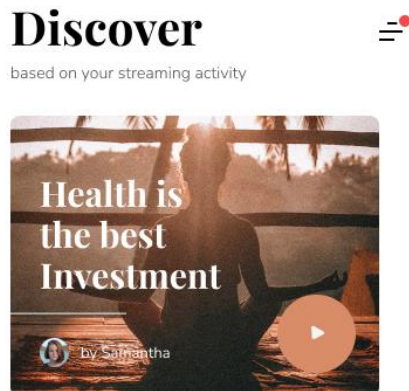 Discover
based on your streaming activity
Health is
the best
Investment
by Samantha